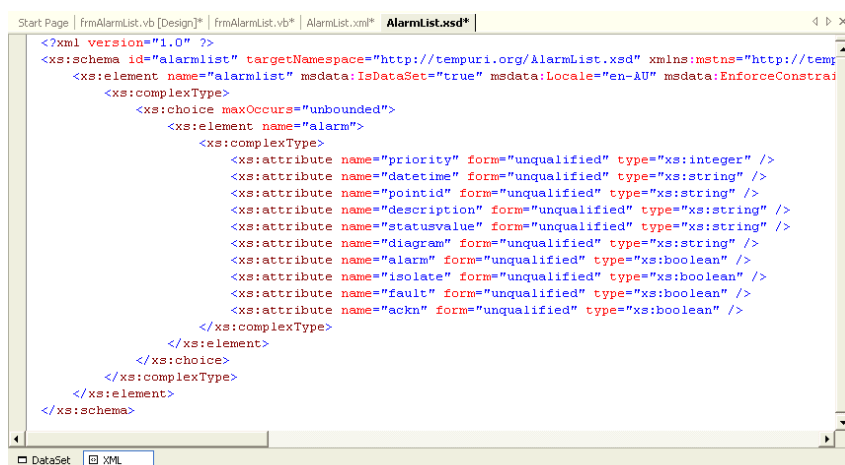 Start Page | frmAlarmList.vb [Design]* | frmAlarmList.vb* | AlarmList.xml* AlarmList.xsd*
<?xml version="1.0" ?>
<xs:schema id="alarmlist" targetNamespace="http://tempuri.org/AlarmList.xsd" xmlns:mstns="http://temp
<xs:element name="alarmlist" msdata:IsDataSet="true" msdata:Locale="en-AU" msdata:EnforceConstrai
<xs:complexType>
<xs:choice maxOccurs="unbounded">
<xs:element name="alarm">
<xs:complexType>
<xs:attribute name="priority" form="unqualified" type="xs:integer" />
<xs:attribute name="datetime" form="unqualified" type="xs:string" />
<xs:attribute name="pointid" form="unqualified" type="xs:string" />
<xs:attribute name="description" form="unqualified" type="xs:string" />
<xs:attribute name="statusvalue" form="unqualified" type="xs:string" />
<xs:attribute name="diagram" form="unqualified" type="xs:string" />
<xs:attribute name="alarm" form="unqualified" type="xs:boolean" />
<xs:attribute name="isolate" form="unqualified" type="xs:boolean" />
<xs:attribute name="fault" form="unqualified" type="xs:boolean" />
<xs:attribute name="ackn" form="unqualified" type="xs:boolean" />
</xs:complexType>
</xs:element>
</xs:choice>
</xs:complexType>
</xs:element>
</xs:schema>
DataSet XML